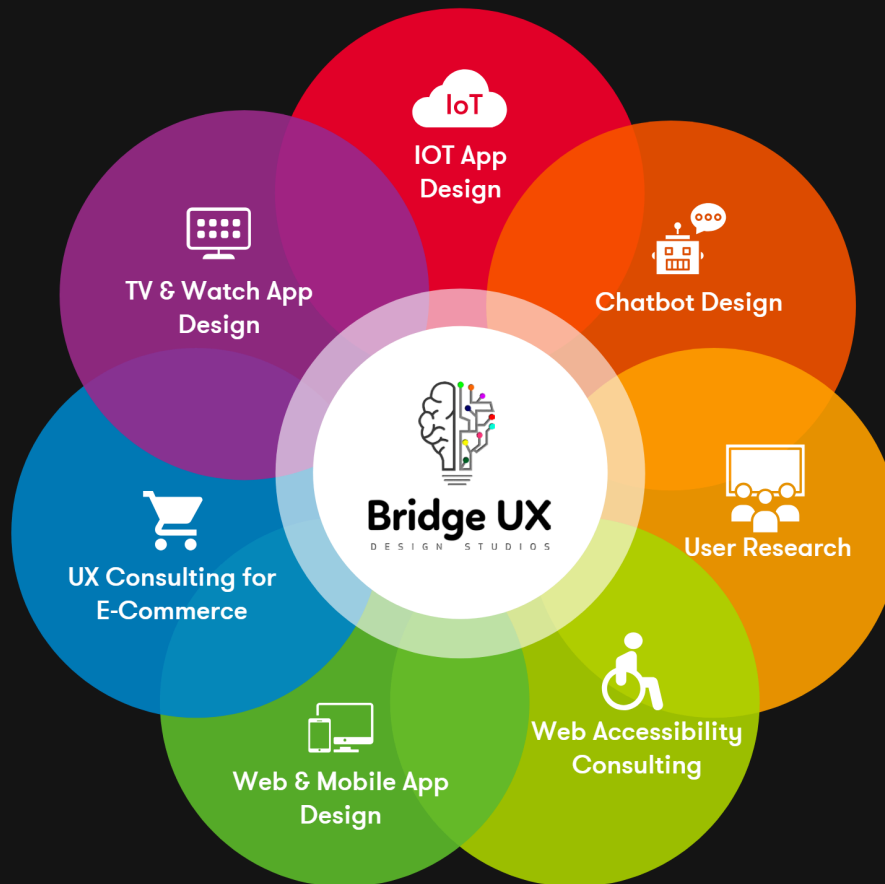 IoT
IOT App
Design
Chatbot Design
User Research
Web Accessibility
Consulting
Web & Mobile App
Design
UX Consulting for
E-Commerce
TV & Watch App
Design
Bridge UX
DESIGN STUDIOS